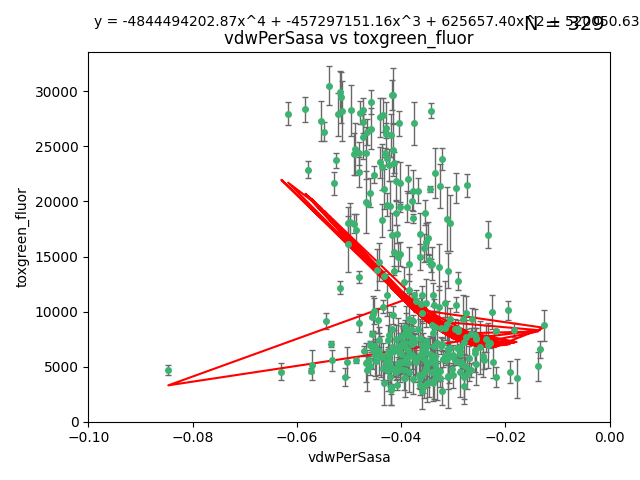 y = -4844494202.87x^4 + -457297151.16x^3 + 625657.40x^2
N = 329
vdwPerSasa vs toxgreen_fluor
toxgreen_fluor
30000
25000
20000
15000
10000
5000
0
−0.10
−0.08
−0.06
−0.04
−0.02
0.00
vdwPerSasa